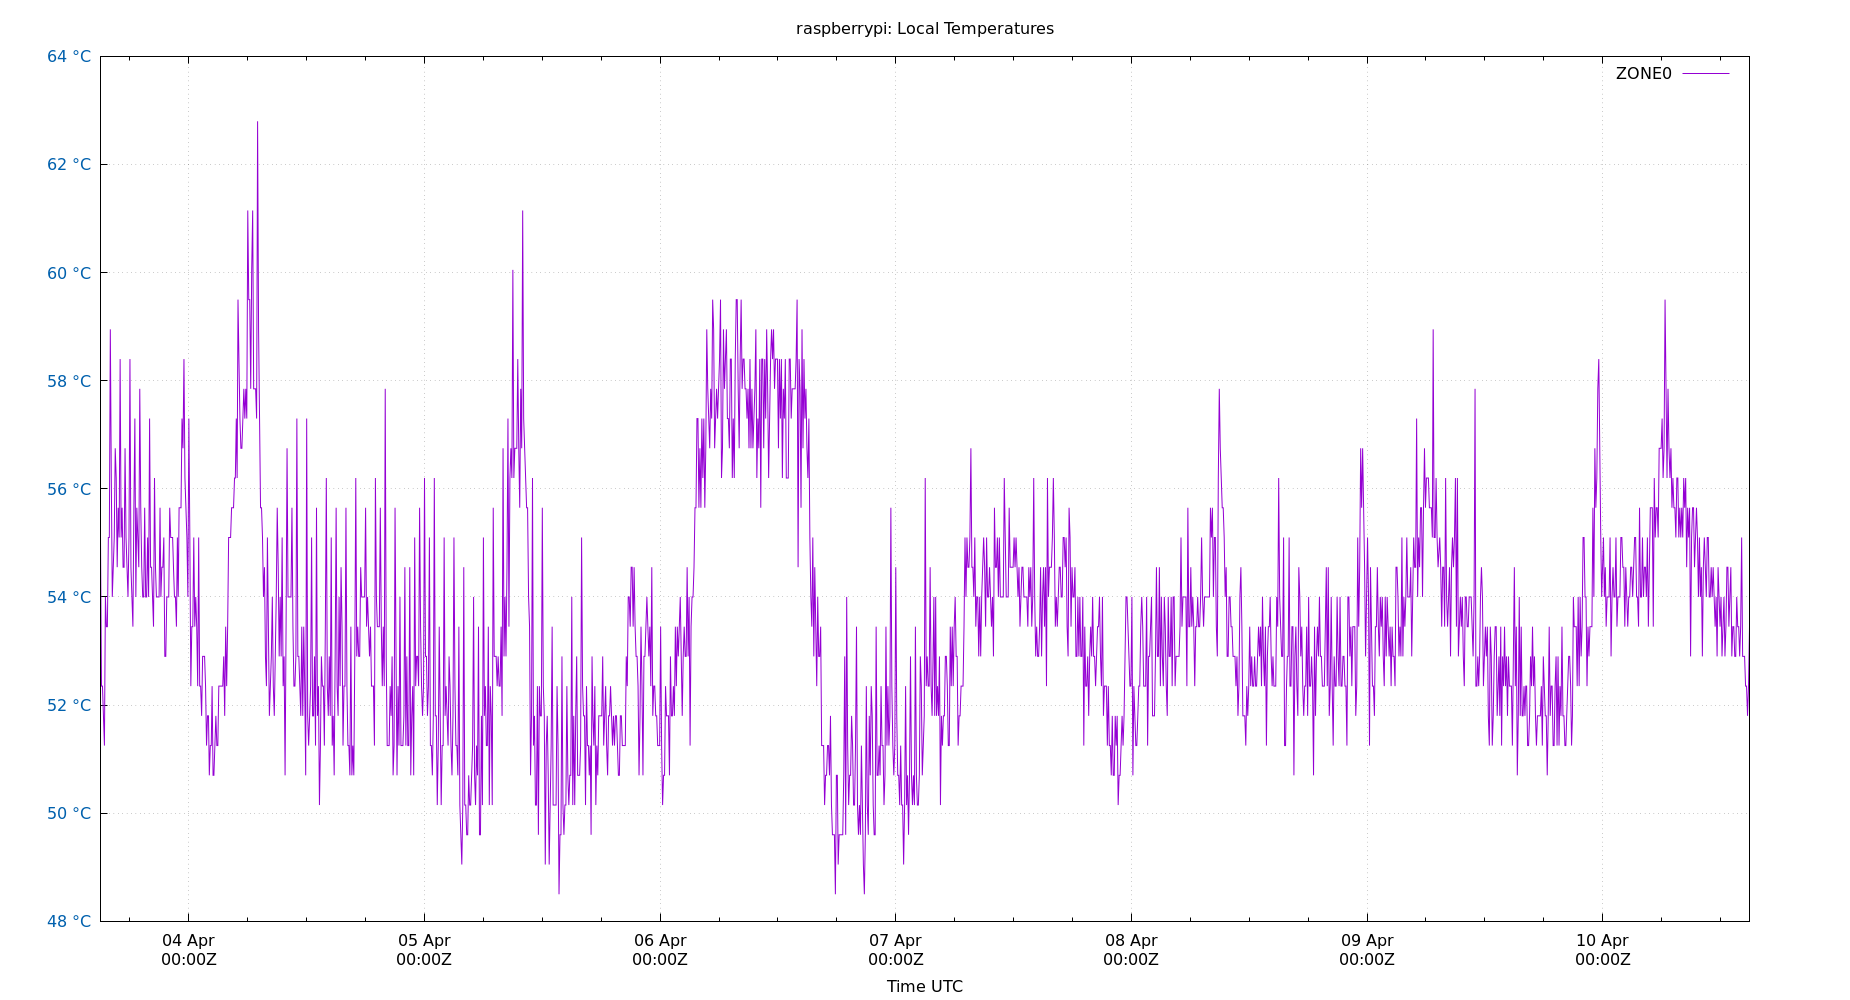 raspberrypi: Local Temperatures
64 °C
ZONE0
62 °C
60 °C
58 °C
56 °C
54 °C
52 °C
50 °C
48 °C
04 Apr 05 Apr 06 Apr 07 Apr 08 Apr 09 Apr 10 Apr
00:00Z 00:00Z 00:00Z 00:00Z 00:00Z 00:00Z 00:00Z
Time UTC